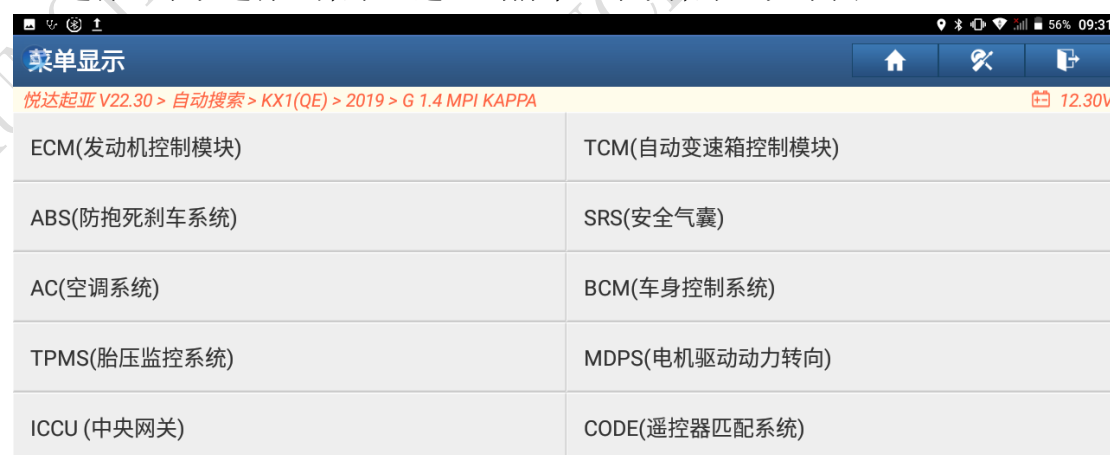 56% 09:31
菜单显示
悦达起亚 V22.30 > 自动搜索 > KX1(QE) > 2019 > G 1.4 MPI KAPPA
12.30V
ECM(发动机控制模块)
TCM(自动变速箱控制模块)
ABS(防抱死刹车系统)
SRS(安全气囊)
AC(空调系统)
BCM(车身控制系统)
TPMS(胎压监控系统)
MDPS(电机驱动动力转向)
ICCU (中央网关)
CODE(遥控器匹配系统)